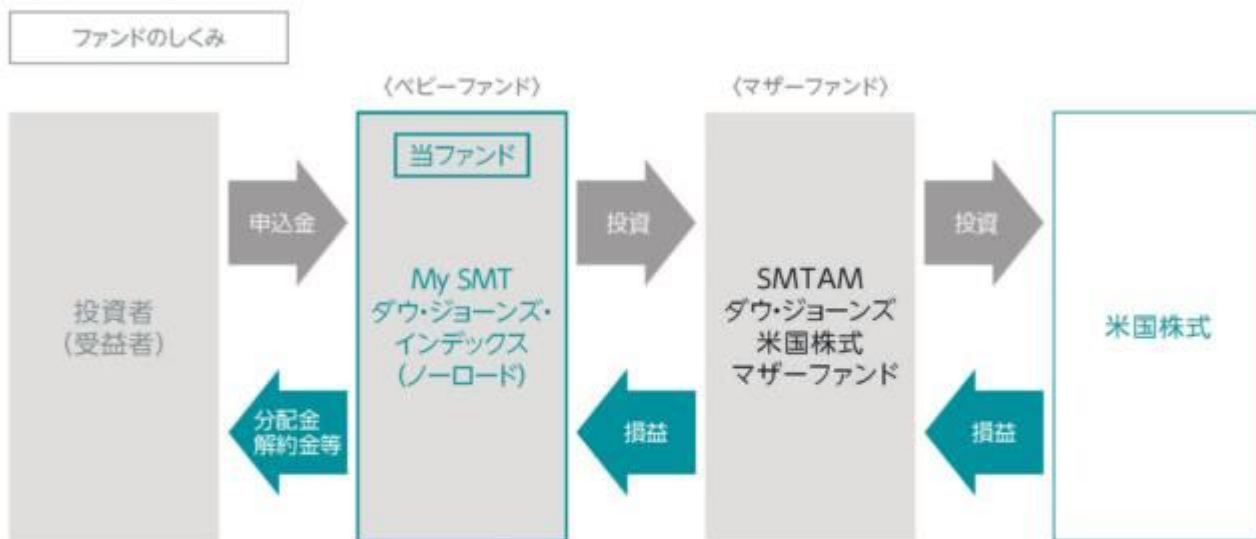 ファンドのしくみ
〈ベビーファンド〉
〈マザーファンド〉
投資者
(受益者)
申込金
分配金
解約金等
当ファンド
My SMT
ダウ・ジョーンズ・
インデックス
(ノーロード)
投資
損益
SMTAM
ダウ・ジョーンズ
米国株式
マザーファンド
投資
損益
米国株式